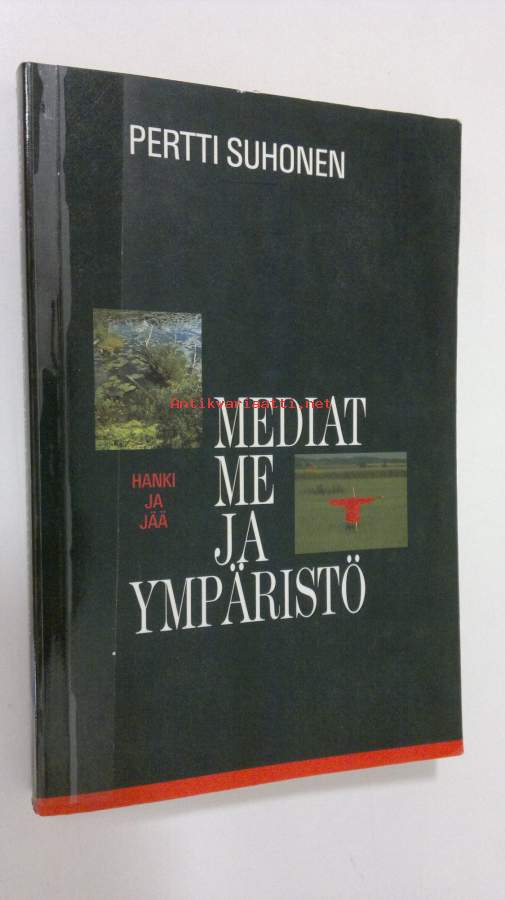 PERTTI SUHONEN
Antikvariaatti.net
MEDIAT
ME
JA
YMPÄRISTÖ
HANKI
JA
JÄÄ